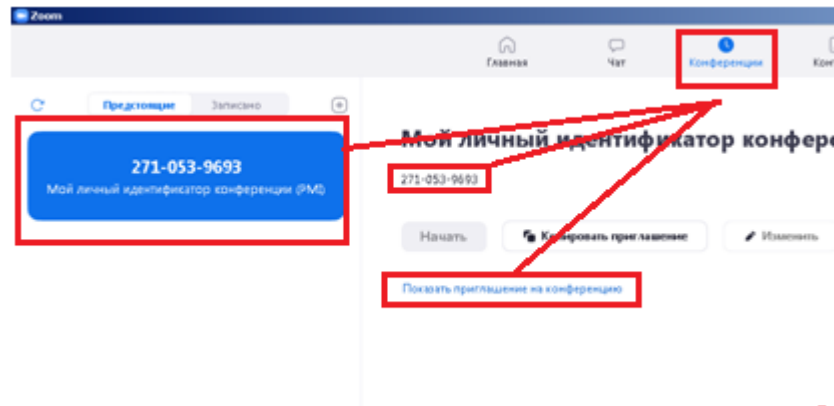 Zoom
Главная
Чат
Конференции
Предстоящие
Записано
271-053-9693
Мой личный идентификатор конференции (PMI)
Мой личный идентификатор конфере
271-053-9693
Начать
Копировать приглашение
Изменить
Показать приглашение на конференцию